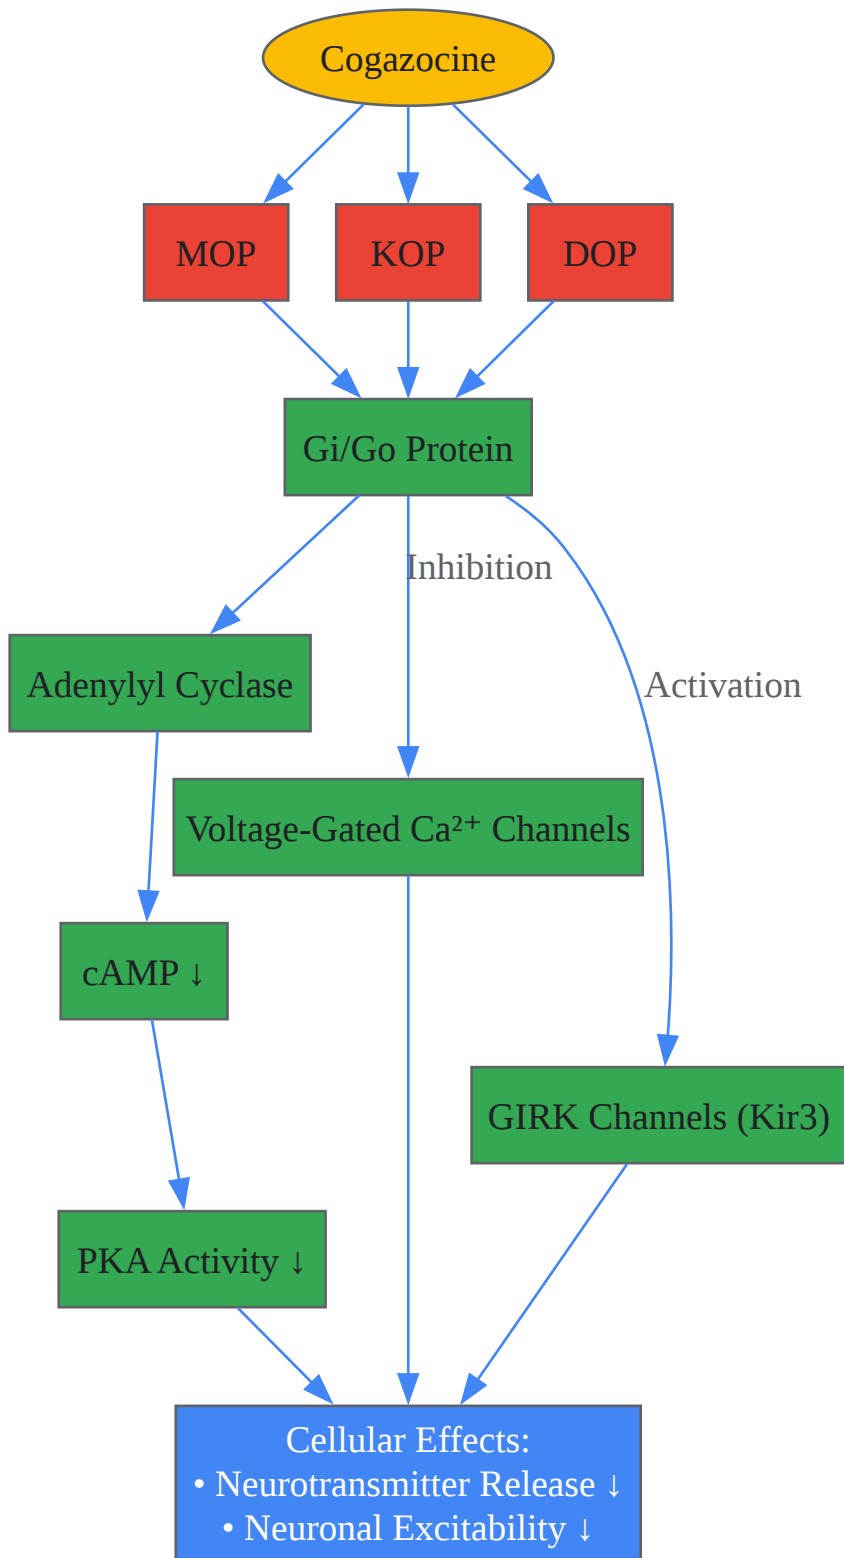 Cogazocine
MOP
KOP
DOP
Gi/Go Protein
Inhibition
Activation
Adenylyl Cyclase
Voltage-Gated Ca²⁺ Channels
cAMP ↓
GIRK Channels (Kir3)
PKA Activity ↓
Cellular Effects:
• Neurotransmitter Release ↓
• Neuronal Excitability ↓